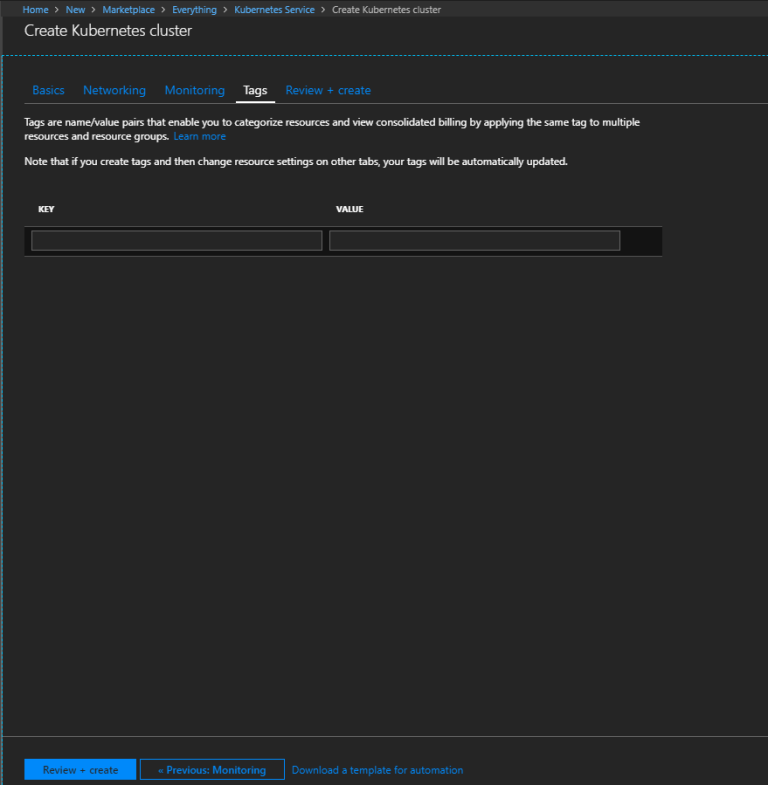 Home > New > Marketplace > Everything > Kubernetes Service > Create Kubernetes cluster
Create Kubernetes cluster
Basics Networking Monitoring Tags Review + create
Tags are name/value pairs that enable you to categorize resources and view consolidated billing by applying the same tag to multiple
resources and resource groups. Learn more
Note that if you create tags and then change resource settings on other tabs, your tags will be automatically updated.
KEY VALUE
Review + create « Previous: Monitoring Download a template for automation